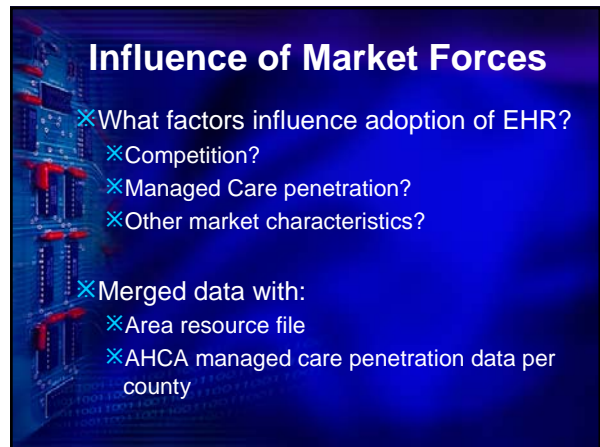 Influence of Market Forces
※What factors influence adoption of EHR?
※Competition?
※Managed Care penetration?
※Other market characteristics?
※Merged data with:
※Area resource file
※AHCA managed care penetration data per
county